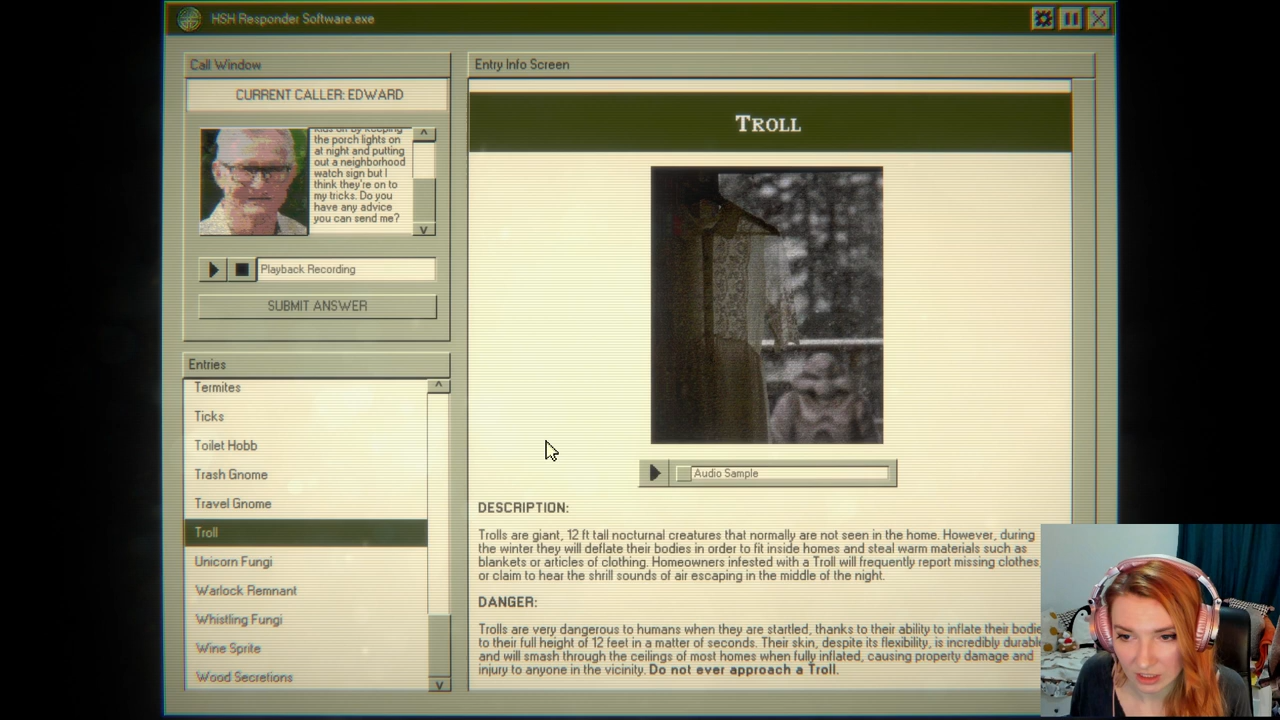 HSH Responder Software.exe
Call Window
CURRENT CALLER: EDWARD
kids off by keeping
the porch lights on
at night and putting
out a neighborhood
watch sign but I
think they're on to
my tricks. Do you
have any advice
you can send me?
Playback Recording
SUBMIT ANSWER
Entries
Termites
Ticks
Toilet Hobb
Trash Gnome
Travel Gnome
Troll
Unicorn Fungi
Warlock Remnant
Whistling Fungi
Wine Sprite
Wood Secretions
Entry Info Screen
TROLL
Audio Sample
DESCRIPTION:
Trolls are giant, 12 ft tall nocturnal creatures that normally are not seen in the home. However, during
the winter they will deflate their bodies in order to fit inside homes and steal warm materials such as
blankets or articles of clothing. Homeowners infested with a Troll will frequently report missing clothes,
or claim to hear the shrill sounds of air escaping in the middle of the night.
DANGER:
Trolls are very dangerous to humans when they are startled, thanks to their ability to inflate their bodie
to their full height of 12 feet in a matter of seconds. Their skin, despite its flexibility, is incredibly durable
and will smash through the ceilings of most homes when fully inflated, causing property damage and
injury to anyone in the vicinity. Do not ever approach a Troll.